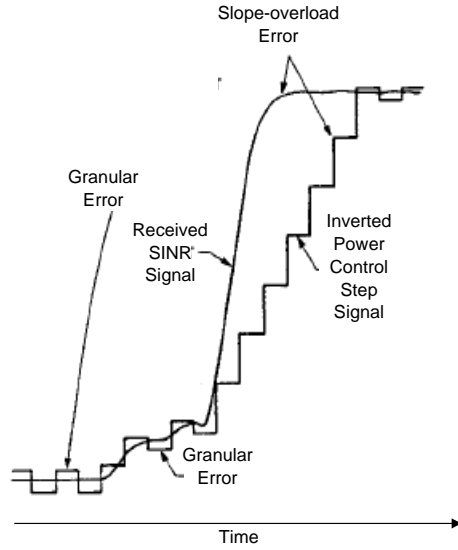 Slope-overload
Error
Granular
Error
Received
SINR
Signal
Inverted
Power
Control
Step
Signal
Granular
Error
Time